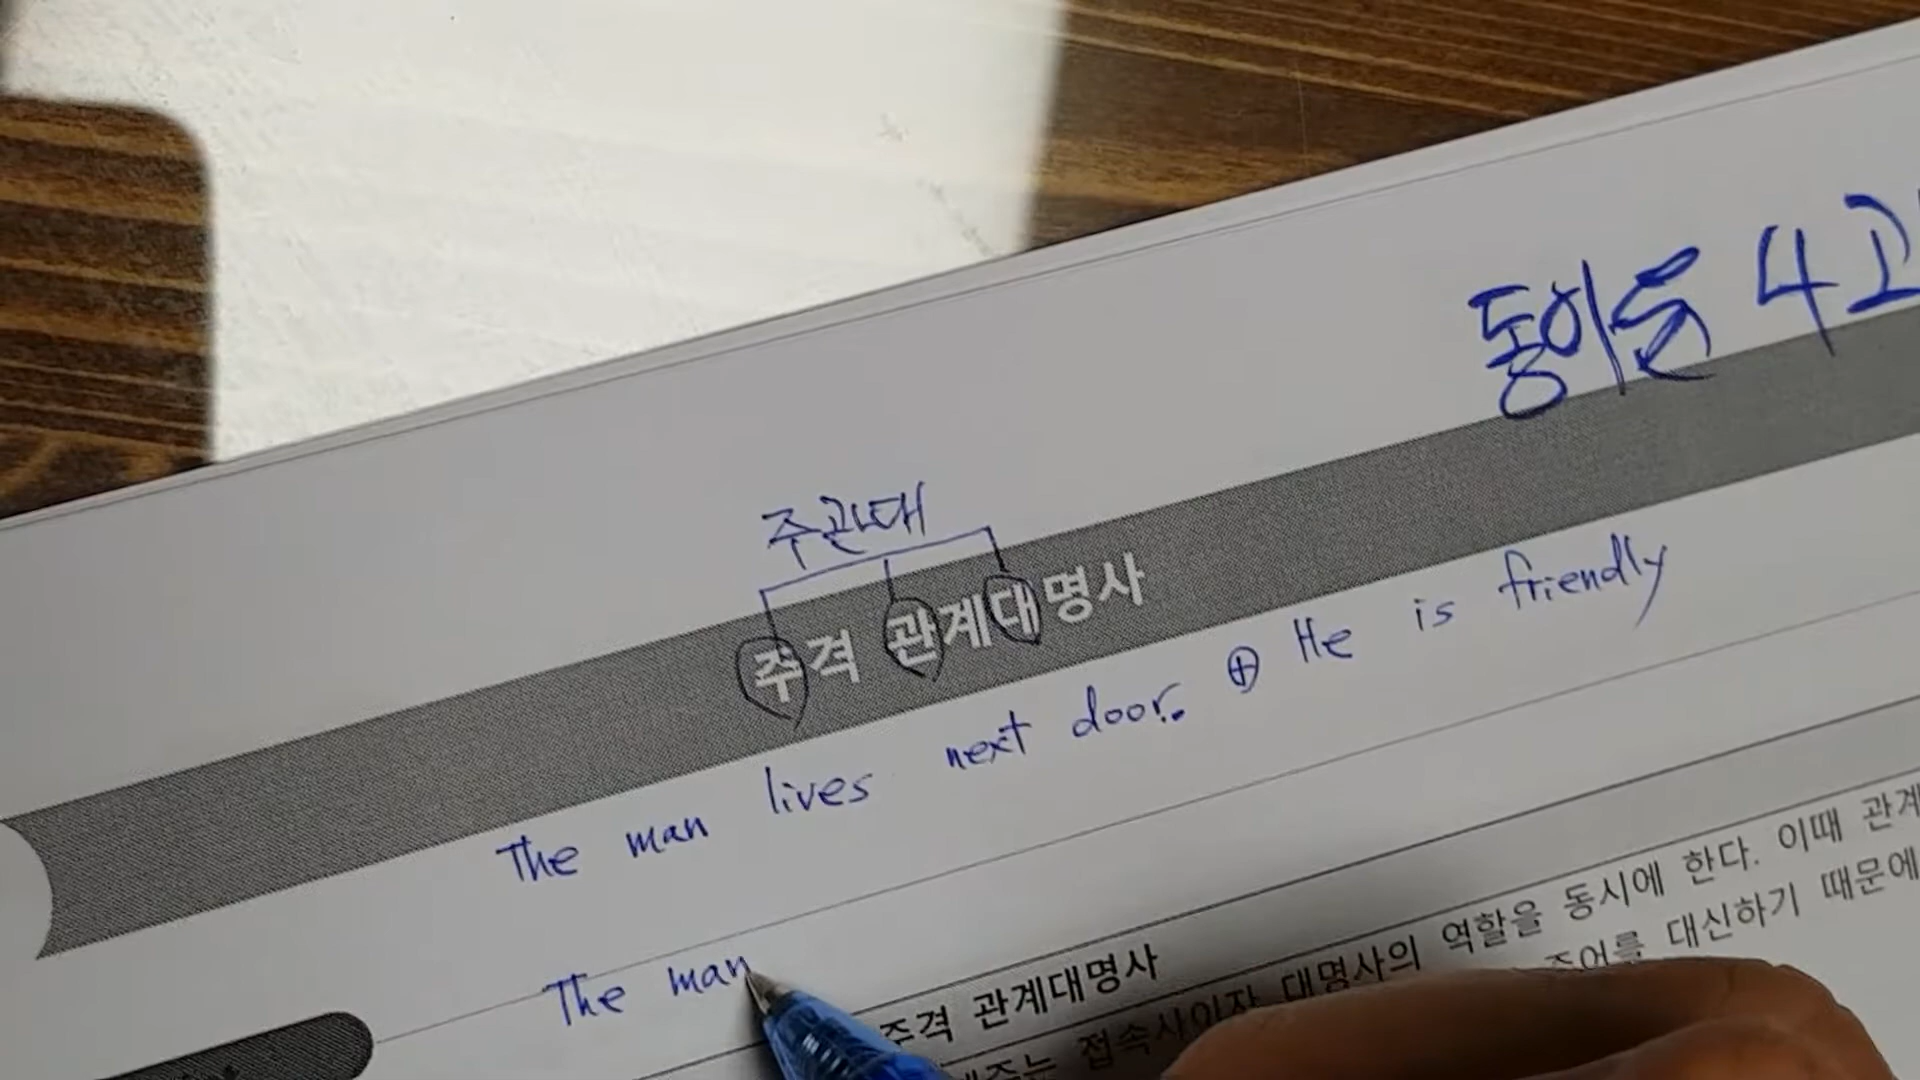 동이름 4고
주관대
주격 관계대명사
The man lives next door. ⊕ He is friendly
The man
주격 관계대명사
접속사이자 대명사의 역할을 동시에 한다. 이때 관계
주어를 대신하기 때문에